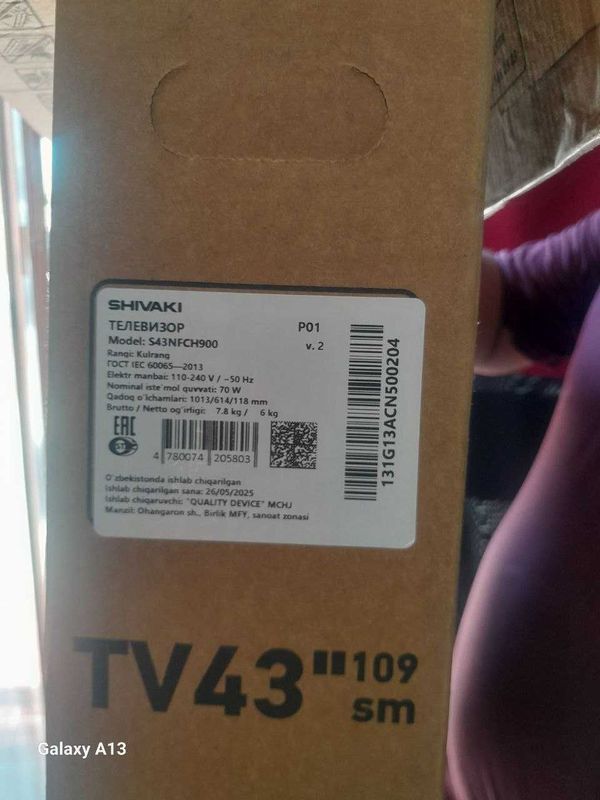 SHIVAKI
ТЕЛЕВИЗОР P01
Model: S43NFCH900 v. 2
Rangi: Kulrang
ГОСТ IEC 60065—2013
Elektr manbai: 110-240 V / ~50 Hz
Nominal iste'mol quvvati: 70 W
Qadoq o'lchamlari: 1013/614/118 mm
Brutto / Netto og'irligi: 7.8 kg / 6 kg
EAC
4 780074 205803
131G13ACN500204
O'zbekistonda ishlab chiqarilgan
Ishlab chiqarilgan sana: 26/05/2025
Ishlab chiqaruvchi: "QUALITY DEVICE" MCHJ
Manzil: Ohangaron sh., Birlik MFY, sanoat zonasi
TV43" 109
sm
Galaxy A13